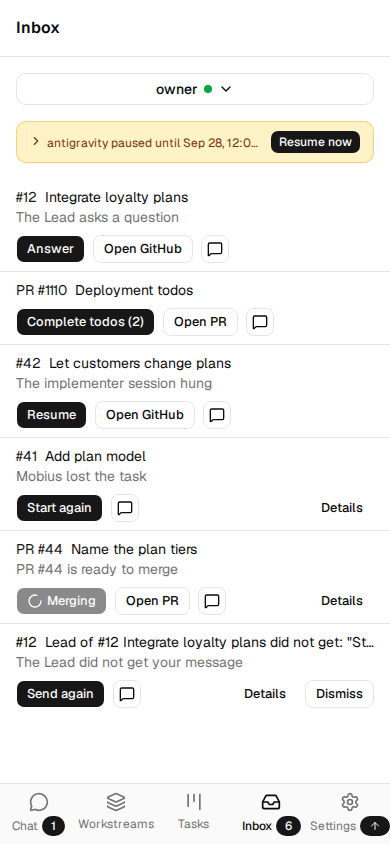 Inbox
owner
antigravity paused until Sep 28, 12:0... Resume now
#12 Integrate loyalty plans
The Lead asks a question
Answer Open GitHub
PR #1110 Deployment todos
Complete todos (2) Open PR
#42 Let customers change plans
The implementer session hung
Resume Open GitHub
#41 Add plan model
Mobius lost the task
Start again Details
PR #44 Name the plan tiers
PR #44 is ready to merge
Merging Open PR Details
#12 Lead of #12 Integrate loyalty plans did not get: "St...
The Lead did not get your message
Send again Details Dismiss
Chat 1 Workstreams Tasks Inbox 6 Settings